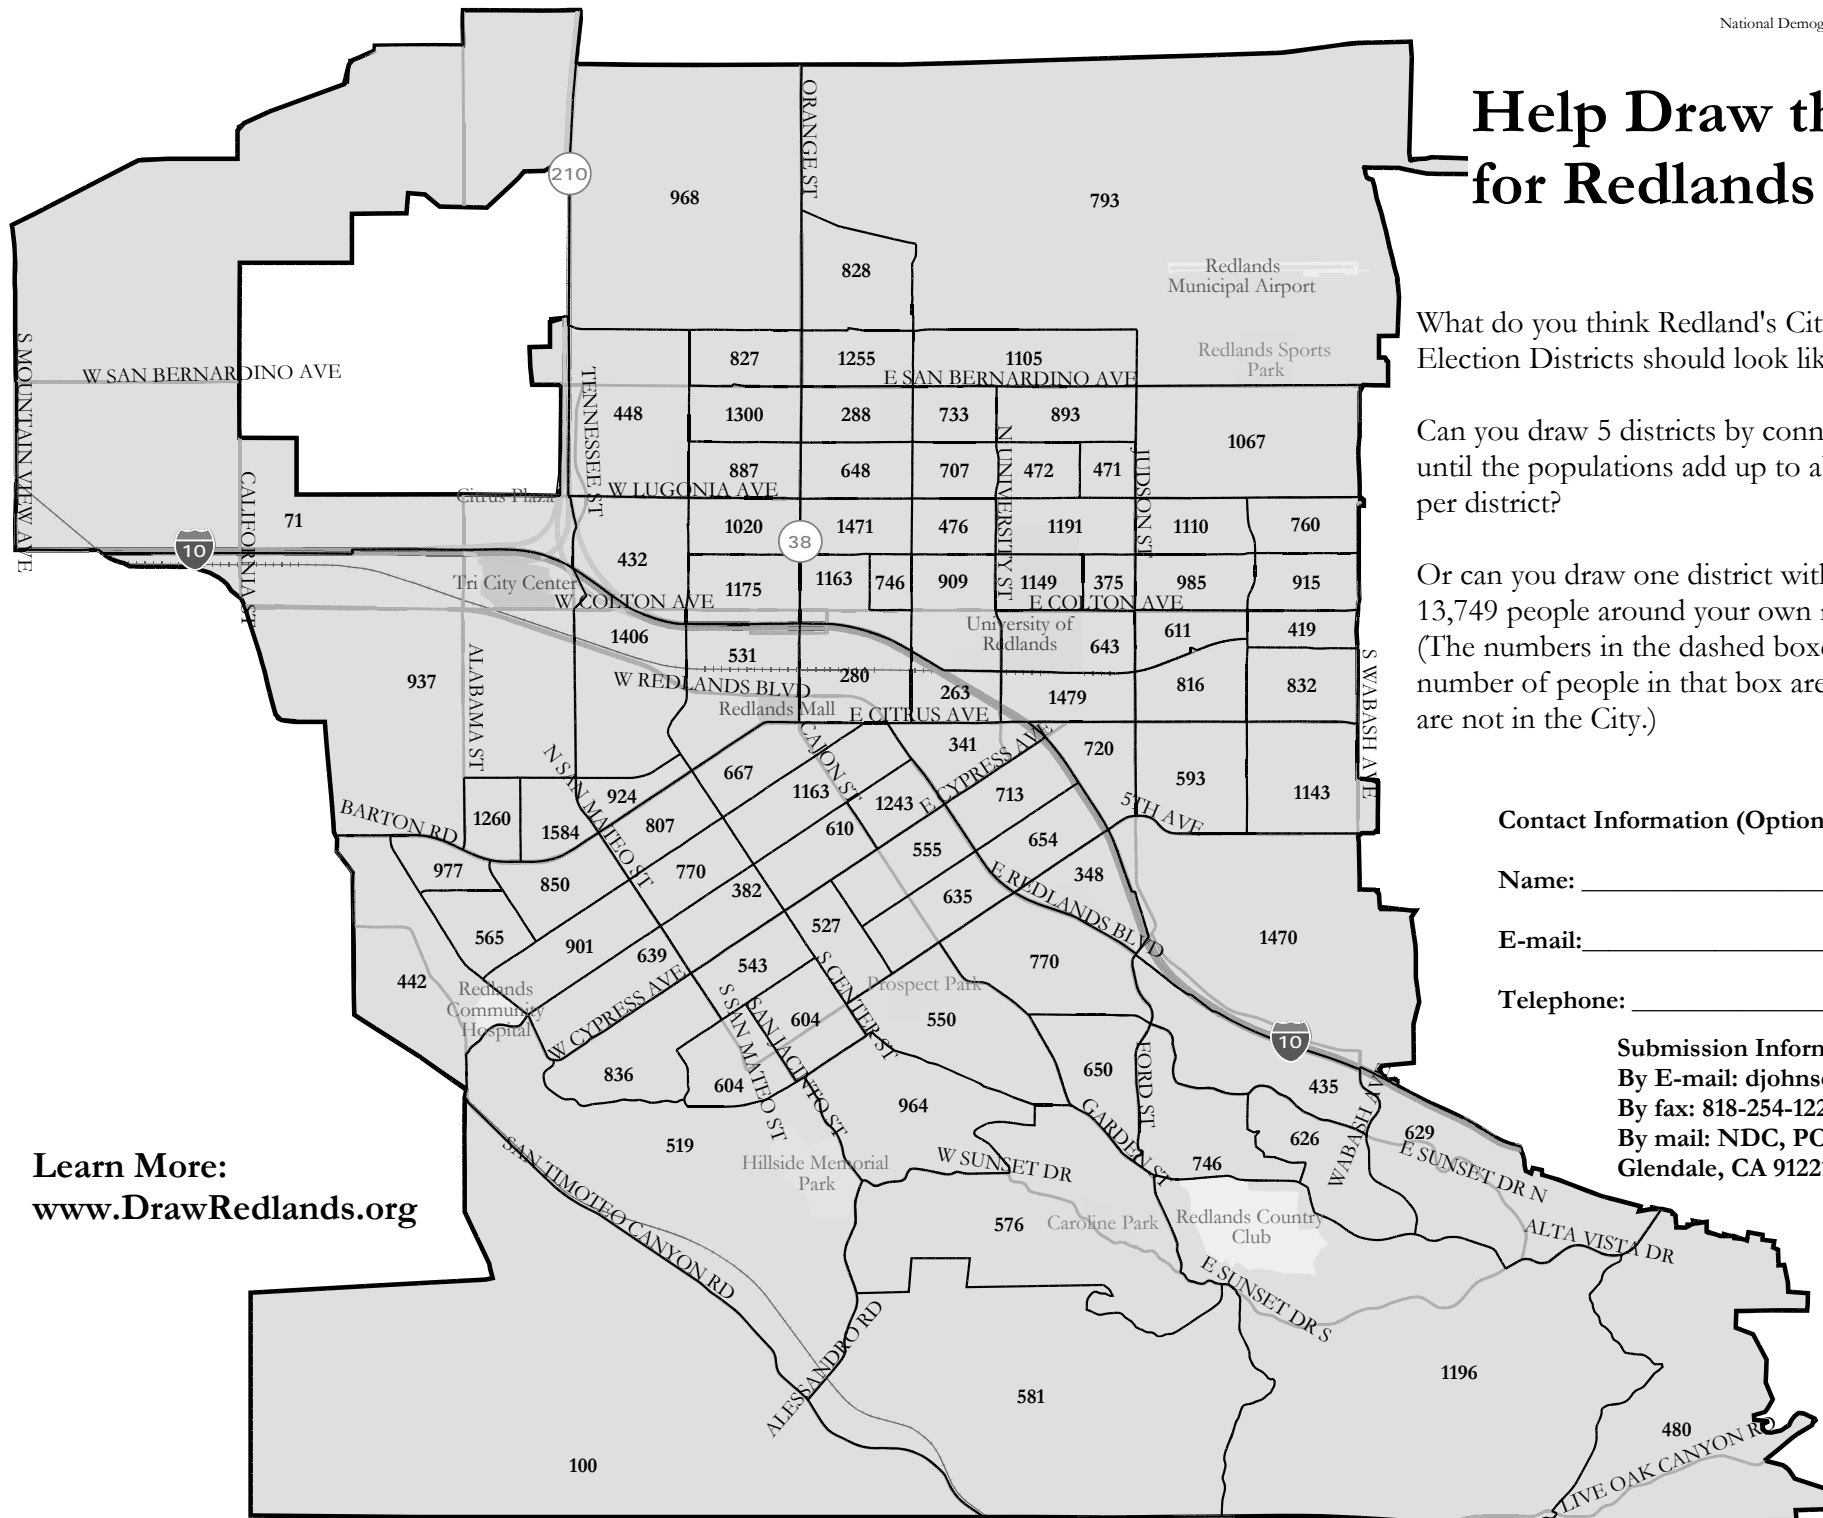 National Demog
Help Draw th
for Redlands
What do you think Redland's Cit
Election Districts should look lik
Can you draw 5 districts by conn
until the populations add up to a
per district?
Or can you draw one district with
13,749 people around your own
(The numbers in the dashed boxe
number of people in that box are
are not in the City.)
Contact Information (Option
Name: ________________
E-mail:________________
Telephone: ________________
Submission Inform
By E-mail: djohns
By fax: 818-254-122
By mail: NDC, PO
Glendale, CA 9122
Learn More:
www.DrawRedlands.org
ORANGE ST
210
968
793
828
Redlands
Municipal Airport
Redlands Sports
Park
827
1255
1105
S MOUNTAIN VIEW AVE
W SAN BERNARDINO AVE
E SAN BERNARDINO AVE
TENNESSEE ST
448
1300
288
733
893
1067
N UNIVERSITY ST
JUDSON ST
887
648
707
472
471
W LUGONIA AVE
Citrus Plaza
CALIFORNIA ST
71
10
1020
38
1471
476
1191
1110
760
432
Tri City Center
1175
1163
746
909
1149
375
985
915
W COLTON AVE
E COLTON AVE
1406
University of
Redlands
643
611
419
531
280
W REDLANDS BLVD
Redlands Mall
263
1479
816
832
937
ALABAMA ST
E CITRUS AVE
S WABASH AVE
341
720
593
1143
N SAN MATEO ST
CAJON ST
E CYPRESS AVE
667
1163
1243
713
924
807
610
5TH AVE
BARTON RD
1260
1584
555
654
977
850
770
382
635
348
E REDLANDS BLVD
565
901
639
527
770
1470
442
543
S CENTER ST
Redlands
Community
Hospital
W CYPRESS AVE
Prospect Park
S SAN MATEO ST
SAN JACINTO ST
604
550
10
836
604
650
FORD ST
435
964
GARDEN ST
626
629
WABASH AV
E SUNSET DR N
519
SAN TIMOTEO CANYON RD
Hillside Memorial
Park
W SUNSET DR
746
576
Caroline Park
Redlands Country
Club
ALTA VISTA DR
E SUNSET DR S
ALESSANDRO RD
581
1196
480
LIVE OAK CANYON RD
100